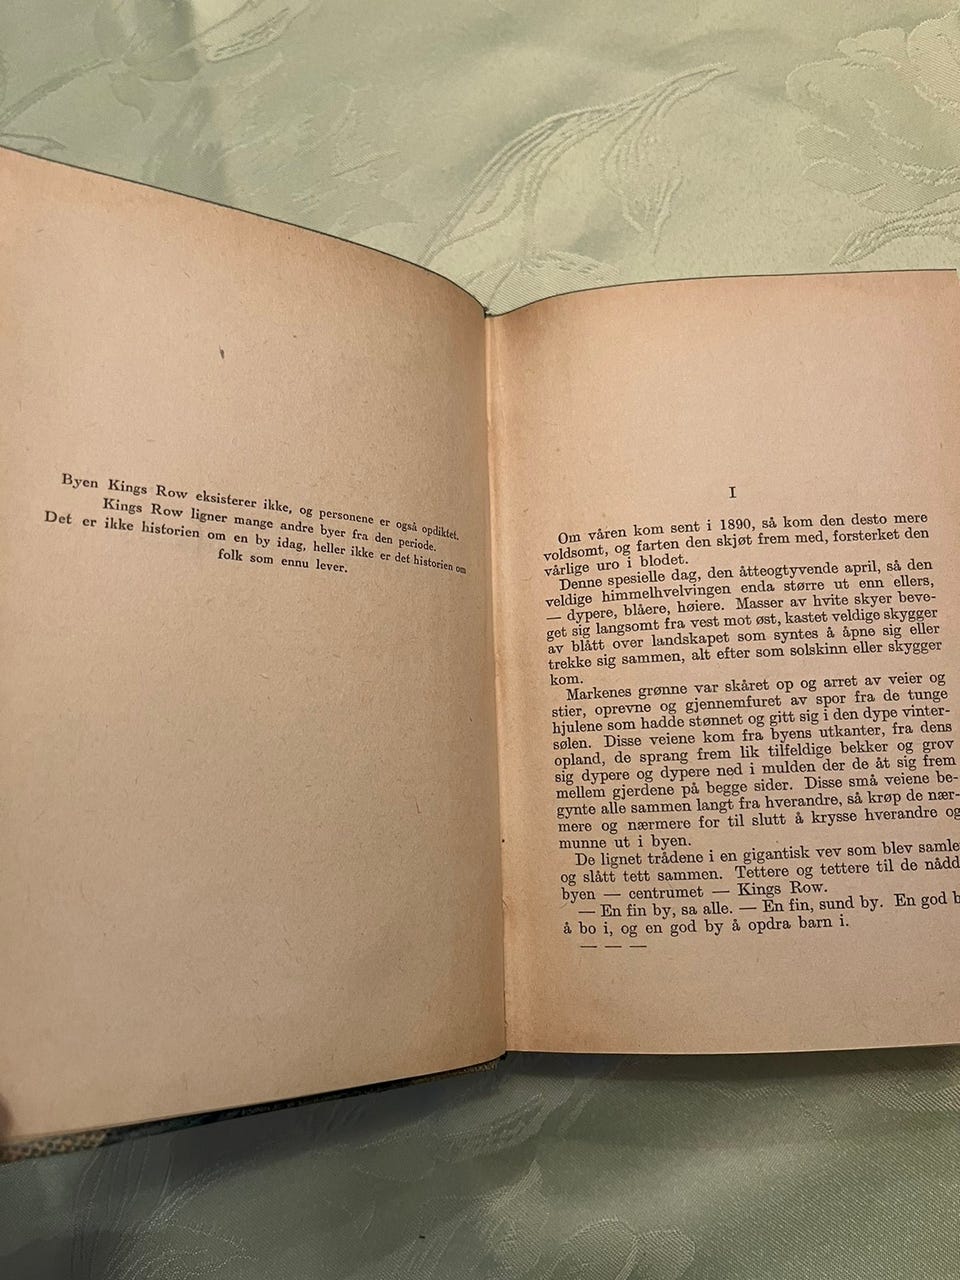 Byen Kings Row eksisterer ikke, og personene er også opdiktet.
Kings Row ligner mange andre byer fra den periode.
Det er ikke historien om en by idag, heller ikke er det historien om
folk som ennu lever.
I
Om våren kom sent i 1890, så kom den desto mere
voldsomt, og farten den skjøt frem med, forsterket den
vårlige uro i blodet.
Denne spesielle dag, den åtteogtyvende april, så den
veldige himmelhvelvingen enda større ut enn ellers,
— dypere, blåere, høiere. Masser av hvite skyer beve-
get sig langsomt fra vest mot øst, kastet veldige skygger
av blått over landskapet som syntes å åpne sig eller
trekke sig sammen, alt efter som solskinn eller skygger
kom.
Markenes grønne var skåret op og arret av veier og
stier, oprevne og gjennemfuret av spor fra de tunge
hjulene som hadde stønnet og gitt sig i den dype vinter-
sølen. Disse veiene kom fra byens utkanter, fra dens
opland, de sprang frem lik tilfeldige bekker og grov
sig dypere og dypere ned i mulden der de åt sig frem
mellem gjerdene på begge sider. Disse små veiene be-
gynte alle sammen langt fra hverandre, så krøp de nær-
mere og nærmere for til slutt å krysse hverandre og
munne ut i byen.
De lignet trådene i en gigantisk vev som blev samle
og slått tett sammen. Tettere og tettere til de nådd
byen — centrumet — Kings Row.
— En fin by, sa alle. — En fin, sund by. En god b
å bo i, og en god by å opdra barn i.
— — —